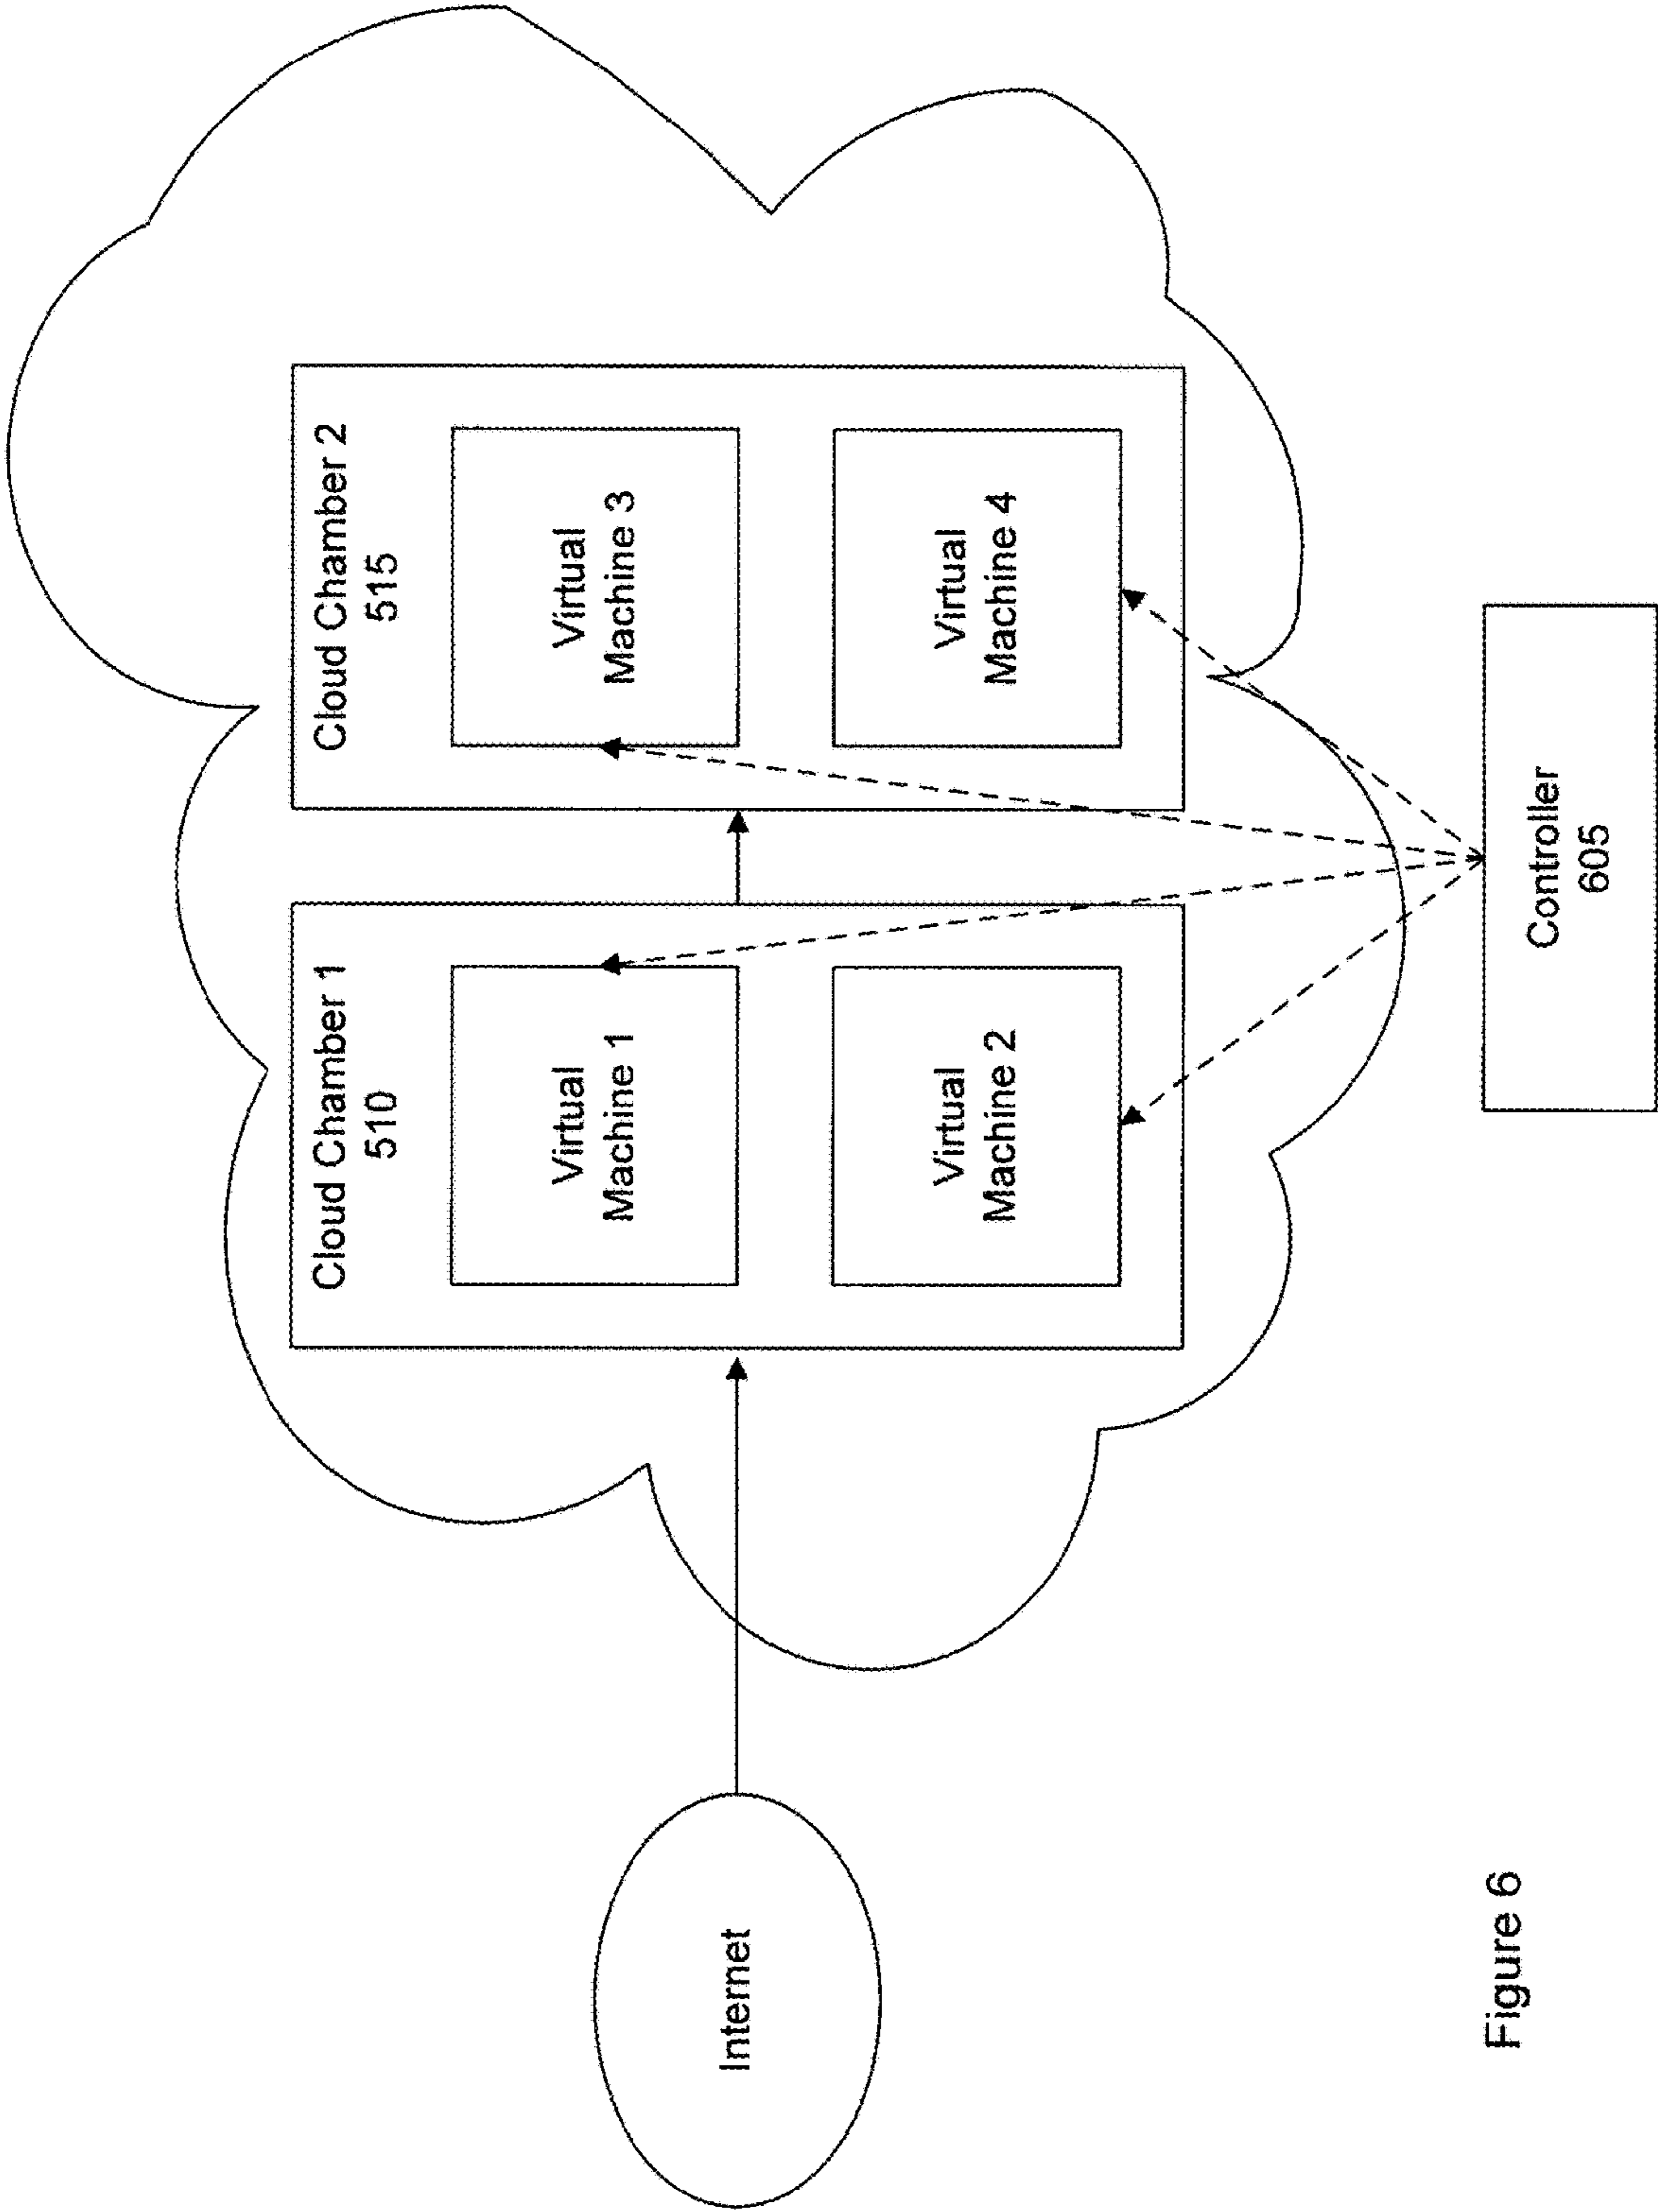 Internet
Cloud Chamber 1
510
Virtual
Machine 1
Virtual
Machine 2
Cloud Chamber 2
515
Virtual
Machine 3
Virtual
Machine 4
Controller
605
Figure 6